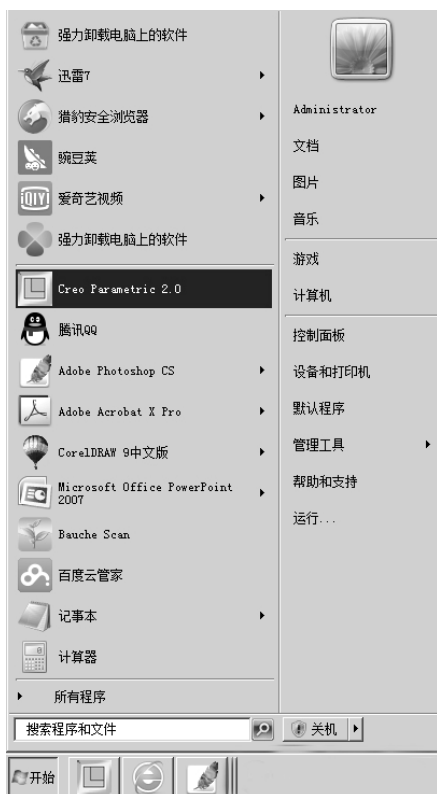 强力卸载电脑上的软件
迅雷7
猎豹安全浏览器
豌豆荚
QIYI
爱奇艺视频
强力卸载电脑上的软件
Creo Parametric 2.0
腾讯QQ
Adobe Photoshop CS
Adobe Acrobat X Pro
CorelDRAW 9中文版
Microsoft Office PowerPoint
2007
Bauche Scan
百度云管家
记事本
计算器
所有程序
搜索程序和文件
Administrator
文档
图片
音乐
游戏
计算机
控制面板
设备和打印机
默认程序
管理工具
帮助和支持
运行...
关机
开始